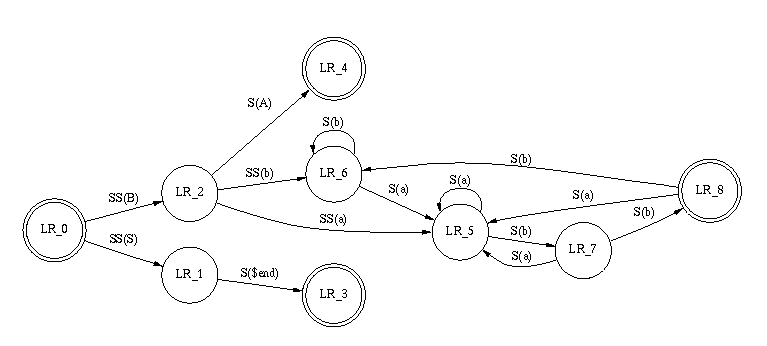 LR_4
S(A)
S(b)
LR_6
SS(b)
S(b)
LR_2
SS(B)
S(a)
S(a)
S(a)
LR_8
SS(a)
S(b)
LR_0
LR_5
S(b)
SS(S)
LR_7
S(a)
LR_1
S($end)
LR_3